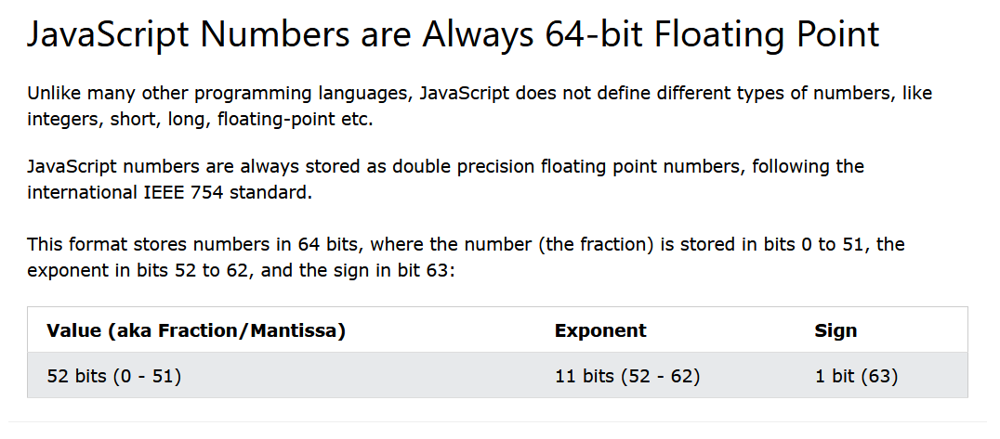 JavaScript Numbers are Always 64-bit Floating Point
Unlike many other programming languages, JavaScript does not define different types of numbers, like
integers, short, long, floating-point etc.
JavaScript numbers are always stored as double precision floating point numbers, following the
international IEEE 754 standard.
This format stores numbers in 64 bits, where the number (the fraction) is stored in bits 0 to 51, the
exponent in bits 52 to 62, and the sign in bit 63:
Value (aka Fraction/Mantissa) Exponent Sign
52 bits (0 - 51) 11 bits (52 - 62) 1 bit (63)